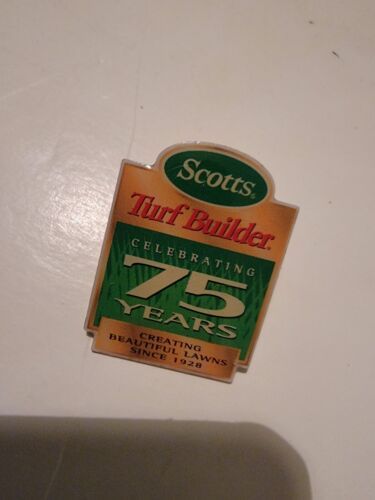 Scotts®
Turf Builder®
CELEBRATING
75
YEARS
CREATING
BEAUTIFUL LAWNS
SINCE 1928